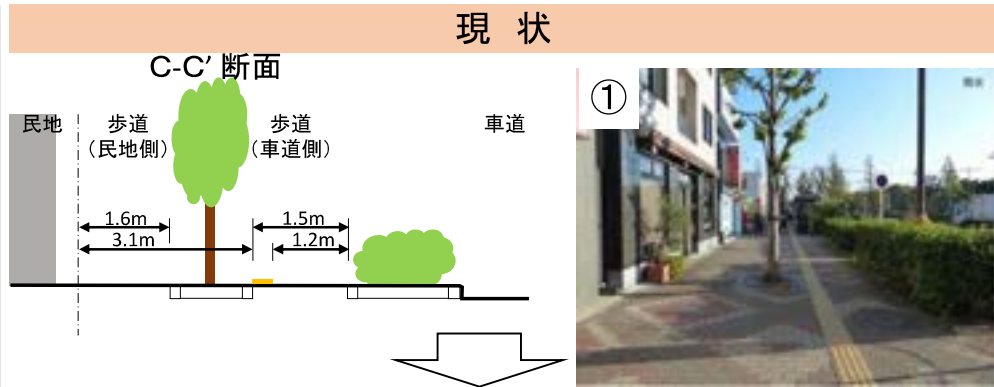 現 状
C-C' 断面
民地
歩道
(民地側)
歩道
(車道側)
車道
1.6m
3.1m
1.5m
1.2m
①